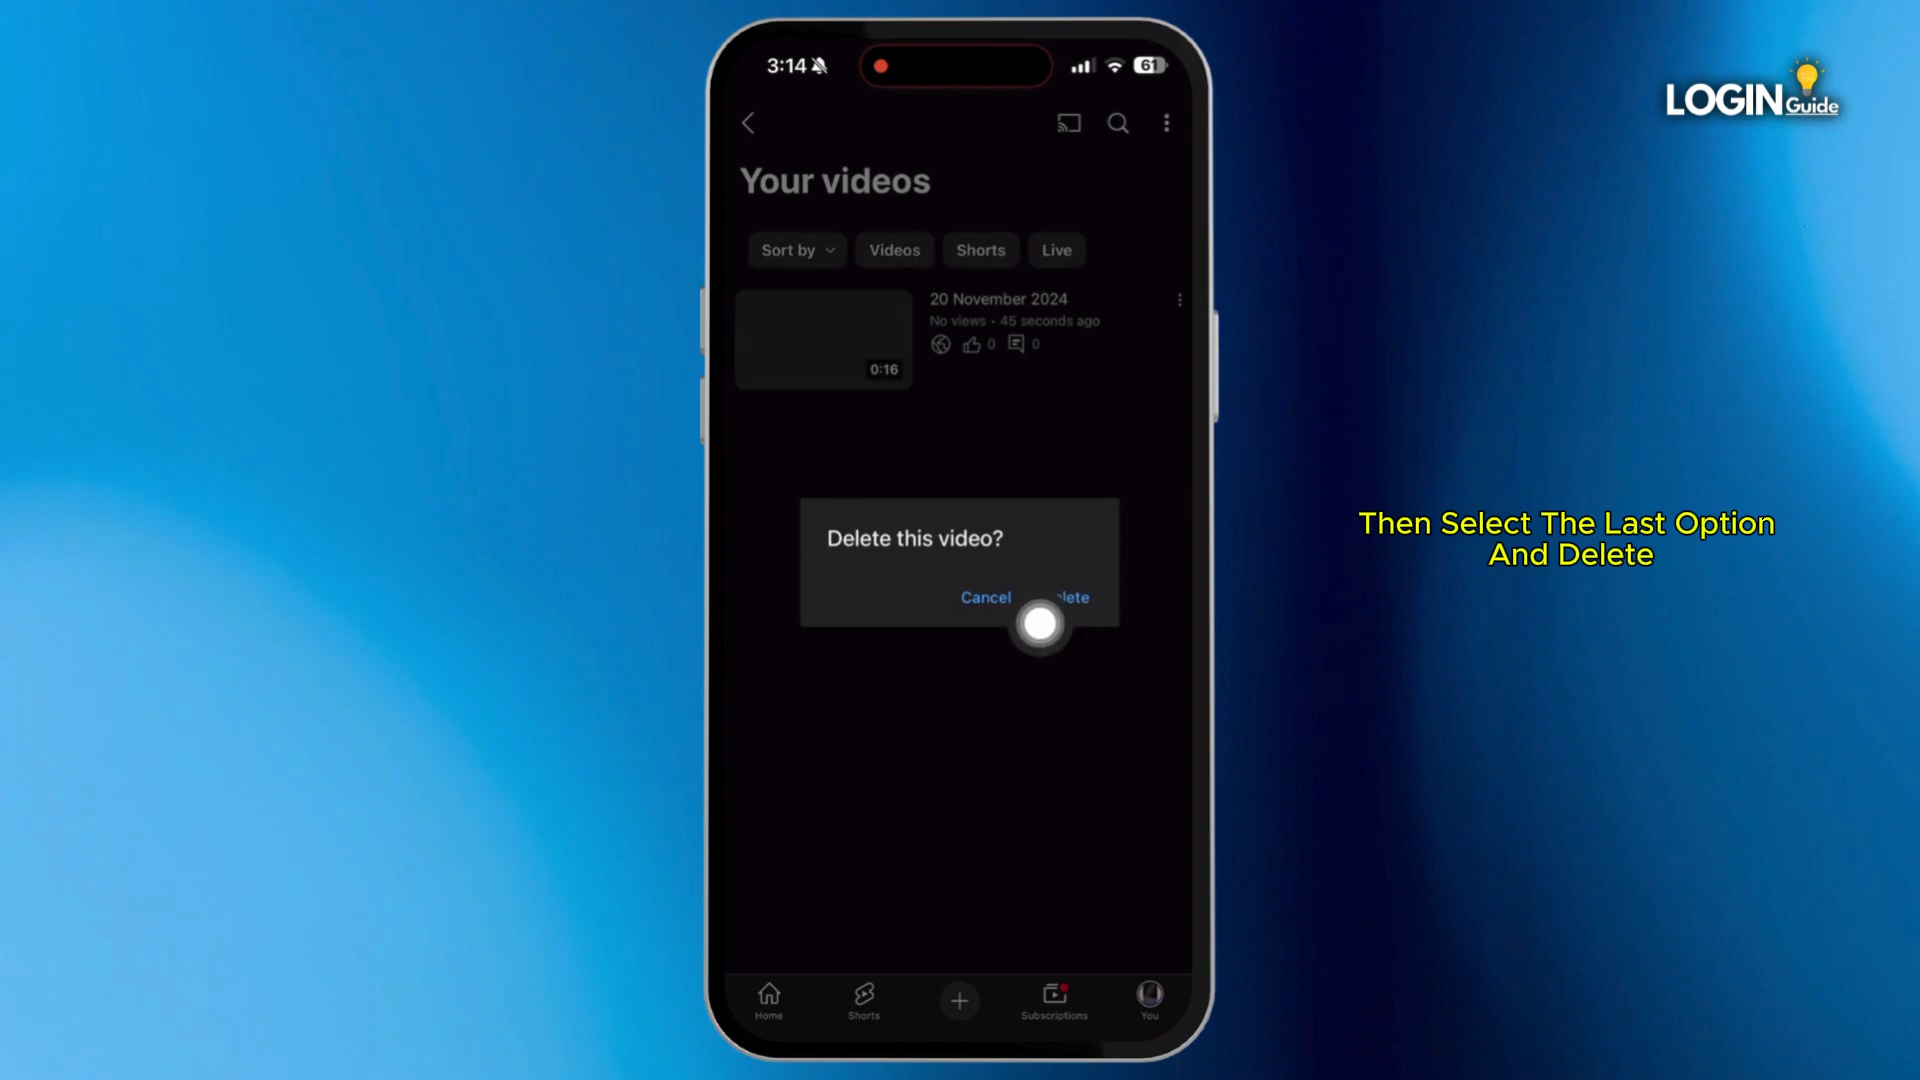 3:14
61
LOGIN Guide
Your videos
Sort by
Videos
Shorts
Live
20 November 2024
No views • 45 seconds ago
0
0
0:16
Delete this video?
Cancel
lete
Then Select The Last Option
And Delete
Home
Shorts
Subscriptions
You